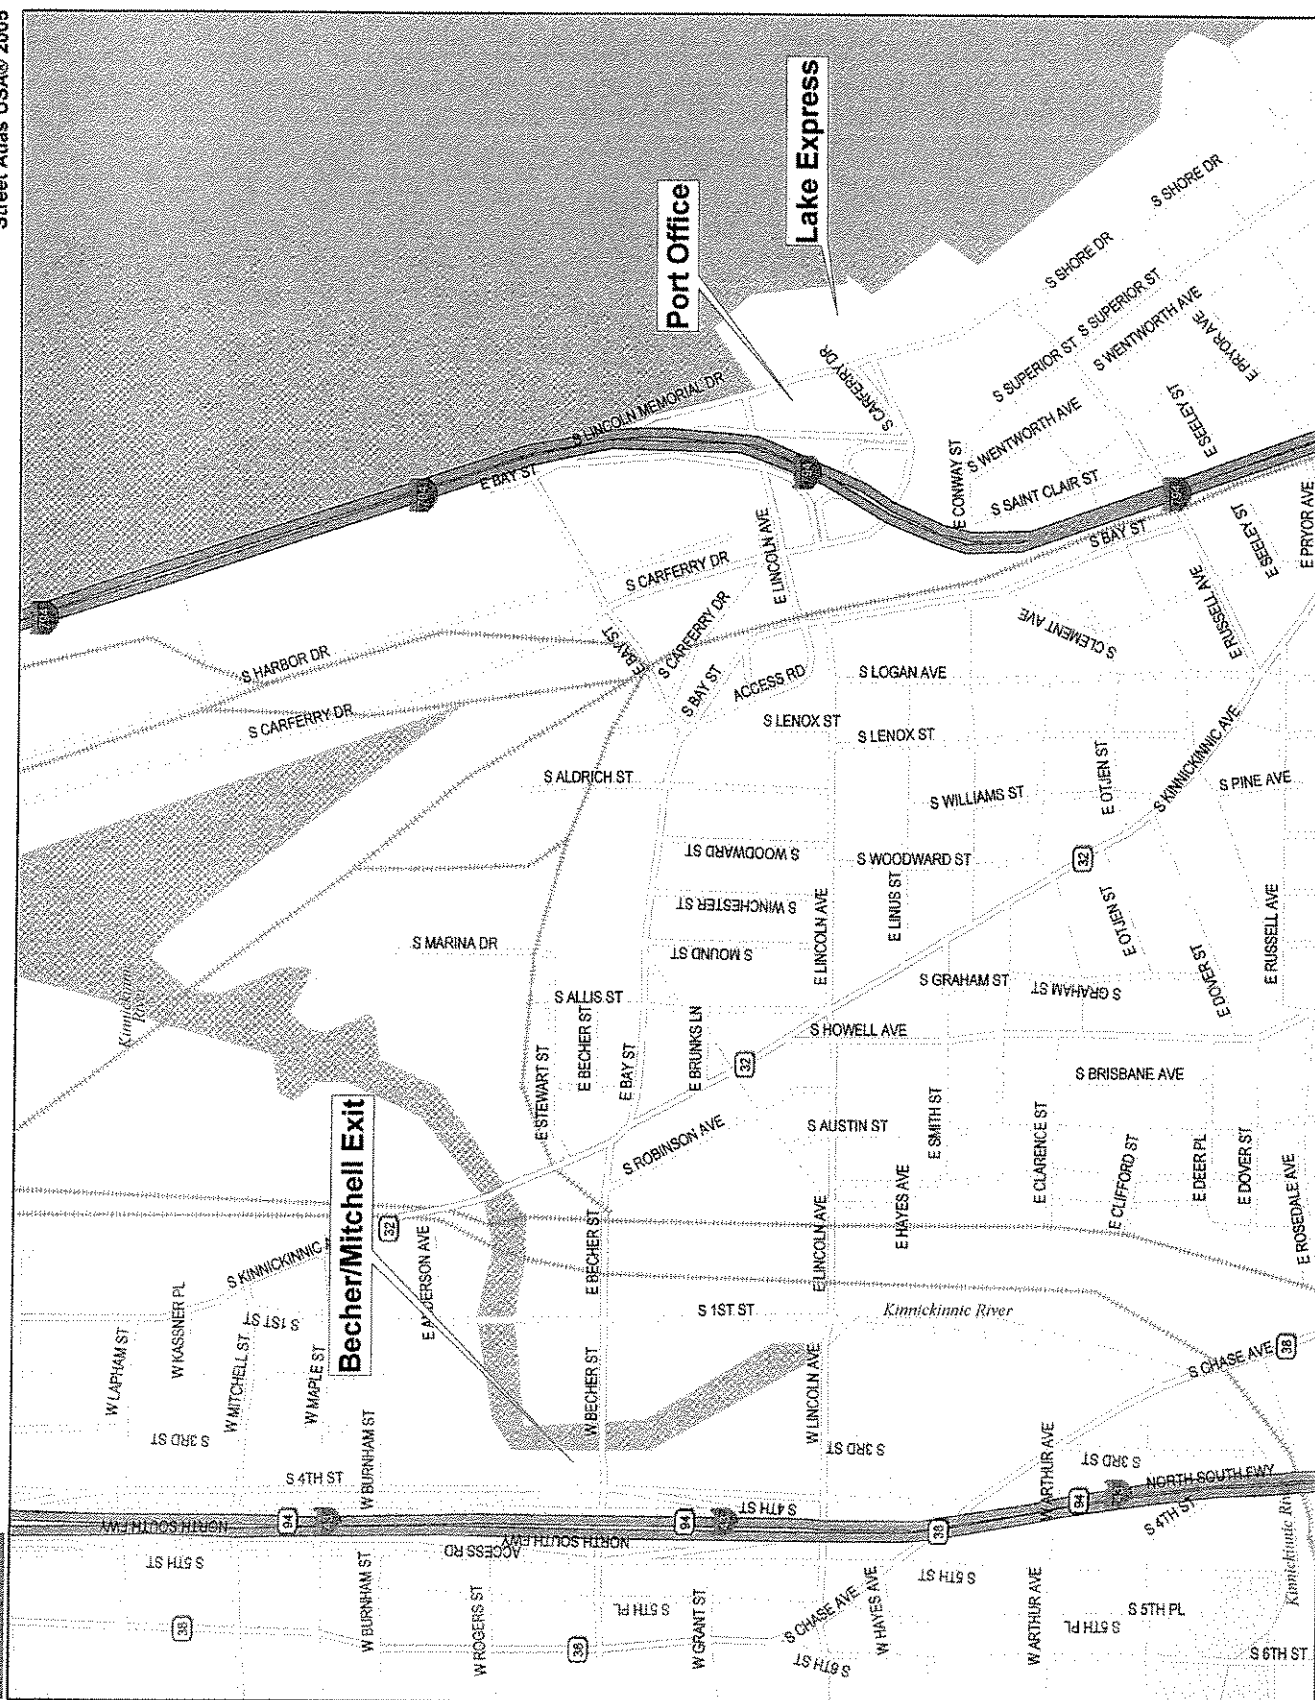 Street Atlas USA® 2005
Lake Express
Port Office
Becher/Mitchell Exit
S SHORE DR
S SHORE DR
S SUPERIOR ST
S SUPERIOR ST
S WENTWORTH AVE
S WENTWORTH AVE
E PRYOR AVE
E SEELEY ST
S CARFERRY DR
S LINCOLN MEMORIAL DR
E BAY ST
E CONWAY ST
S SAINT CLAIR ST
E LINCOLN AVE
S BAY ST
E SEELEY ST
E PRYOR AVE
S CARFERRY DR
S CARFERRY DR
E BAY ST
S BAY ST
ACCESS RD
S CLEMENT AVE
E RUSSELL AVE
S HARBOR DR
S CARFERRY DR
S LOGAN AVE
S LENOX ST
S LENOX ST
S ALDRICH ST
S WILLIAMS ST
E OTJEN ST
S KINNICKINNIC AVE
S PINE AVE
S WOODWARD ST
S WOODWARD ST
32
S WINCHESTER ST
E LINCOLN AVE
E LINUS ST
E OTJEN ST
E RUSSELL AVE
S MARINA DR
S MOUND ST
S GRAHAM ST
S GRAHAM ST
E DOVER ST
Kinnickinnic
River
S ALLIS ST
E BECHER ST
E STEWART ST
E BAY ST
E BRUNKS LN
32
S HOWELL AVE
S BRISBANE AVE
S ROBINSON AVE
S AUSTIN ST
E SMITH ST
E CLARENCE ST
E CLIFFORD ST
E DEER PL
E DOVER ST
E ROSEDALE AVE
32
S KINNICKINNIC A
E ANDERSON AVE
E BECHER ST
E LINCOLN AVE
E HAYES AVE
S 1ST ST
S 1ST ST
Kinnickinnic River
W LAPHAM ST
W KASSNER PL
W MITCHELL ST
W MAPLE ST
S CHASE AVE
38
S 3RD ST
W BURNHAM ST
W BECHER ST
W LINCOLN AVE
S 3RD ST
W ARTHUR AVE
S 3RD ST
S 4TH ST
S 4TH ST
S 4TH ST
NORTH SOUTH FWY
NORTH SOUTH FWY
NORTH SOUTH FWY
94
94
94
38
ACCESS RD
S 5TH ST
S 5TH ST
W BURNHAM ST
W ROGERS ST
S 5TH PL
W GRANT ST
S CHASE AVE
W HAYES AVE
W ARTHUR AVE
S 5TH PL
S 5TH PL
38
38
S 6TH ST
S 6TH ST